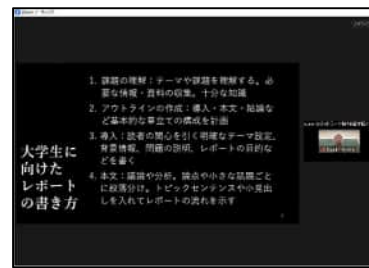 大学生に
向けた
レポート
の書き方
1. 課題の理解：テーマや課題を理解する。必
要な情報・資料の収集。十分な知識
2. アウトラインの作成：導入・本文・結論な
ど基本的な章立ての構成を計画
3. 導入：読者の関心を引く明確なテーマ設定、
背景情報、問題の説明、レポートの目的な
どを書く
4. 本文：議論や分析。論点や小さな話題ごと
に段落分け。トピックセンテンスや小見出
しを入れてレポートの流れを示す